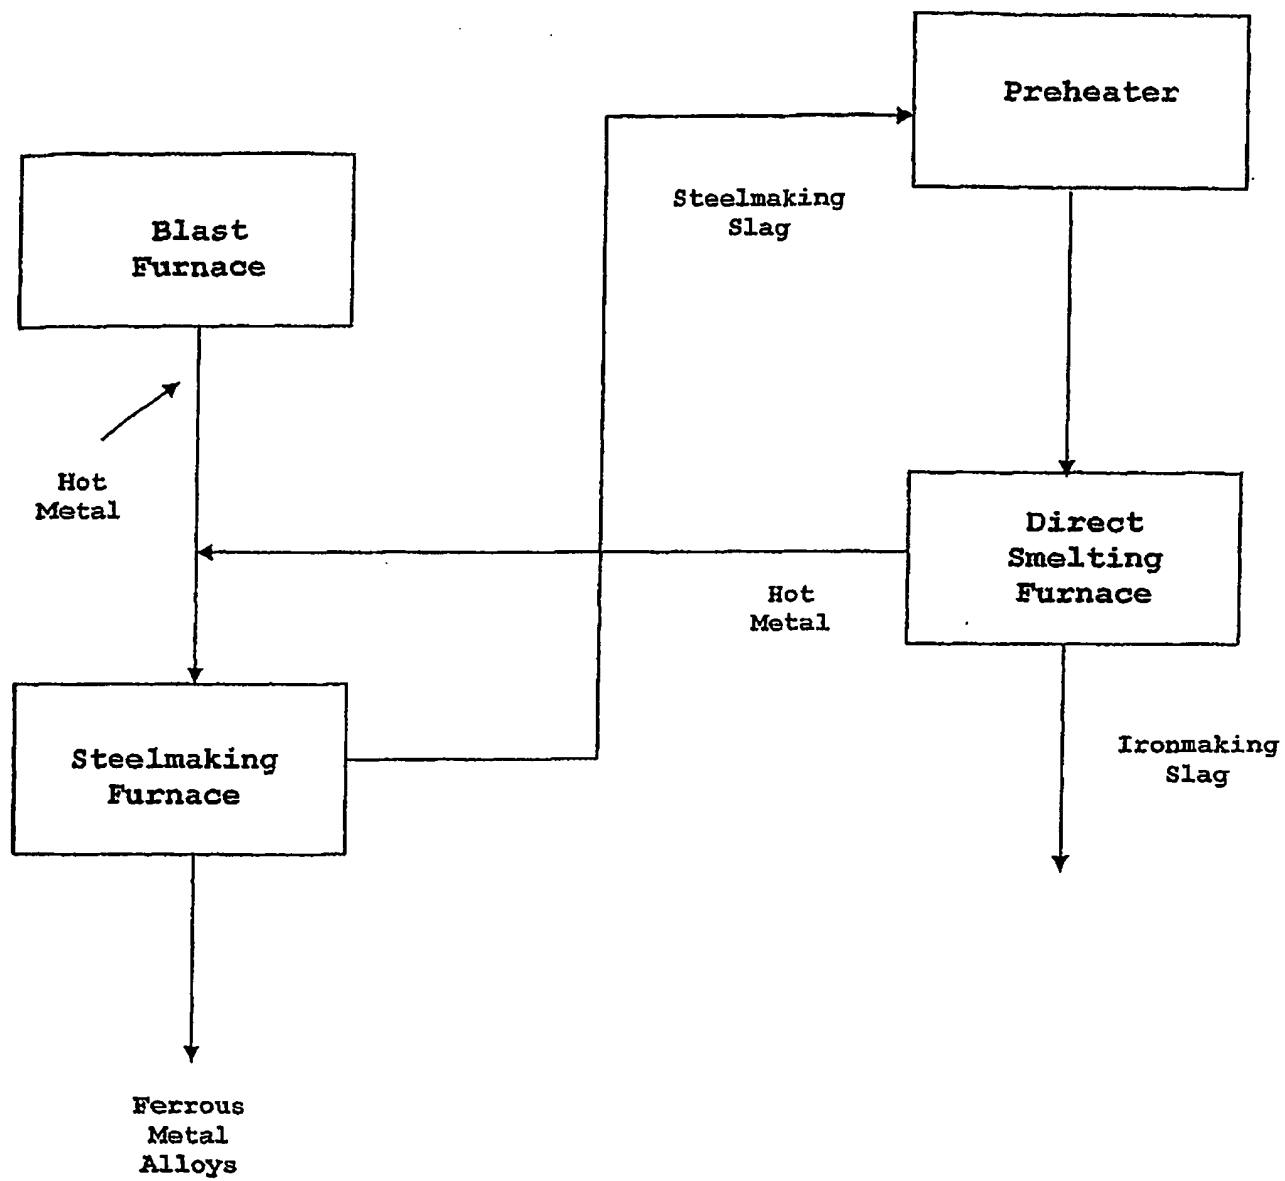 Preheater
Steelmaking
Slag
Blast
Furnace
Hot
Metal
Direct
Smelting
Furnace
Hot
Metal
Steelmaking
Furnace
Ironmaking
Slag
Ferrous
Metal
Alloys